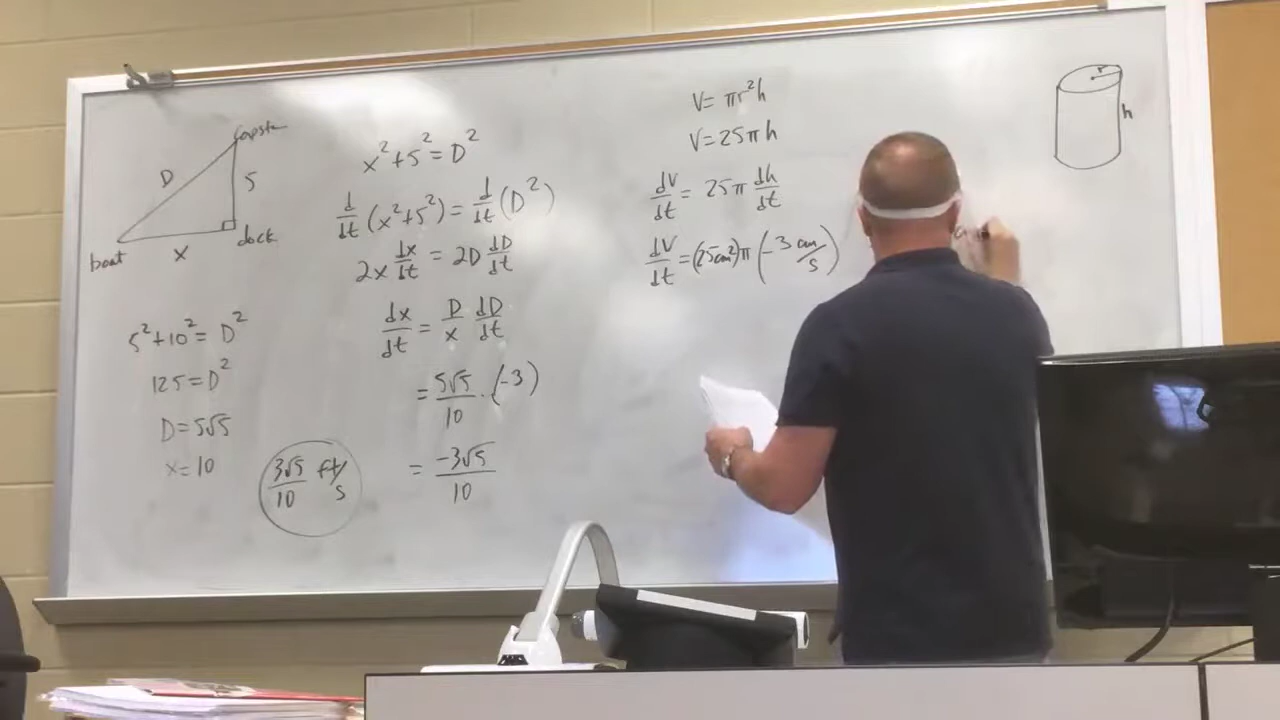 D
5
boat
x
dock
x²+5²=D²
d/dt (x²+5²) = d/dt (D²)
2x dx/dt = 2D dD/dt
dx/dt = D/x dD/dt
= 5√5/10 · (-3)
= -3√5/10
5²+10²= D²
125=D²
D=5√5
x=10
3√5/10 ft/s
V= πr²h
V=25πh
dV/dt = 25π dh/dt
dV/dt = (25cm²)π (-3 cm/s)
r
h